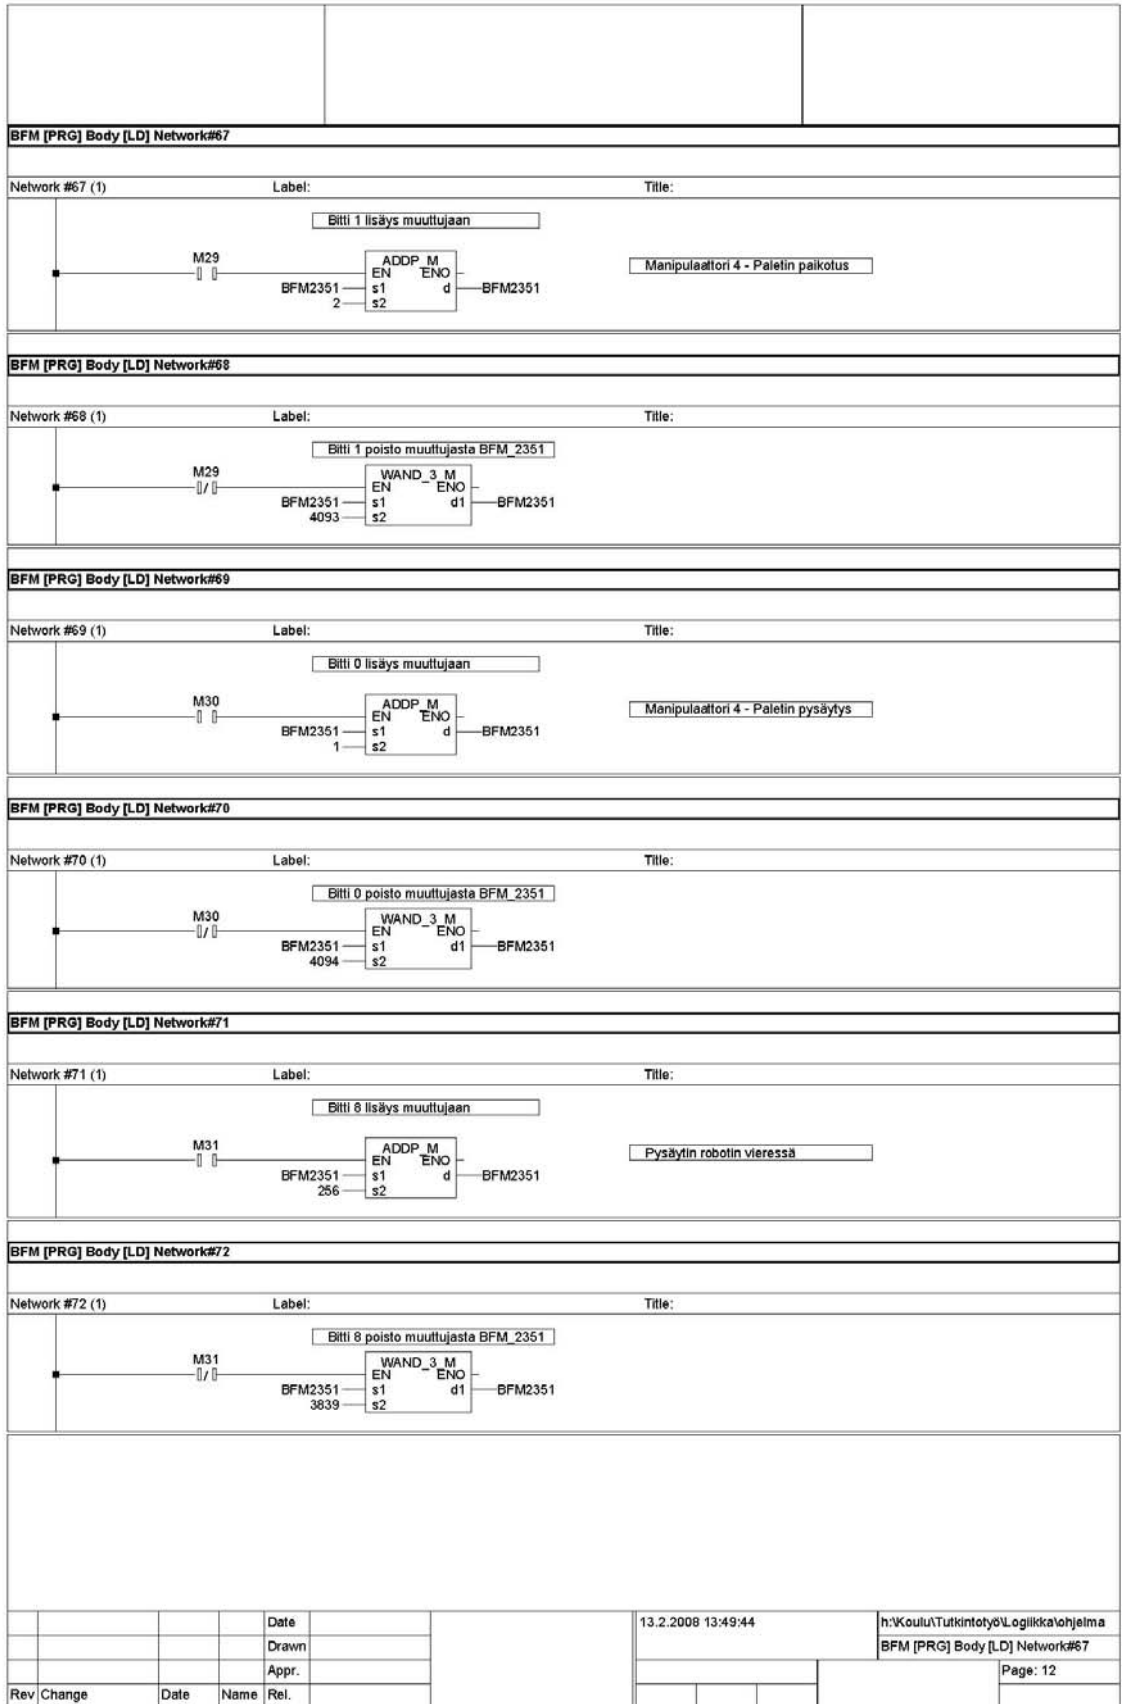 BFM [PRG] Body [LD] Network#67
Network #67 (1) Label: Title:
Bitti 1 lisäys muuttujaan
M29
ADDP_M
EN ENO
BFM2351 s1 d BFM2351
2 s2
Manipulaattori 4 - Paletin paikotus
BFM [PRG] Body [LD] Network#68
Network #68 (1) Label: Title:
Bitti 1 poisto muuttujasta BFM_2351
M29
WAND_3_M
EN ENO
BFM2351 s1 d1 BFM2351
4093 s2
BFM [PRG] Body [LD] Network#69
Network #69 (1) Label: Title:
Bitti 0 lisäys muuttujaan
M30
ADDP_M
EN ENO
BFM2351 s1 d BFM2351
1 s2
Manipulaattori 4 - Paletin pysäytys
BFM [PRG] Body [LD] Network#70
Network #70 (1) Label: Title:
Bitti 0 poisto muuttujasta BFM_2351
M30
WAND_3_M
EN ENO
BFM2351 s1 d1 BFM2351
4094 s2
BFM [PRG] Body [LD] Network#71
Network #71 (1) Label: Title:
Bitti 8 lisäys muuttujaan
M31
ADDP_M
EN ENO
BFM2351 s1 d BFM2351
256 s2
Pysäytin robotin vieressä
BFM [PRG] Body [LD] Network#72
Network #72 (1) Label: Title:
Bitti 8 poisto muuttujasta BFM_2351
M31
WAND_3_M
EN ENO
BFM2351 s1 d1 BFM2351
3839 s2
Date 13.2.2008 13:49:44 h:\Koulu\Tutkintotyö\Logiikka\ohjelma
Drawn BFM [PRG] Body [LD] Network#67
Appr. Page: 12
Rev Change Date Name Rel.